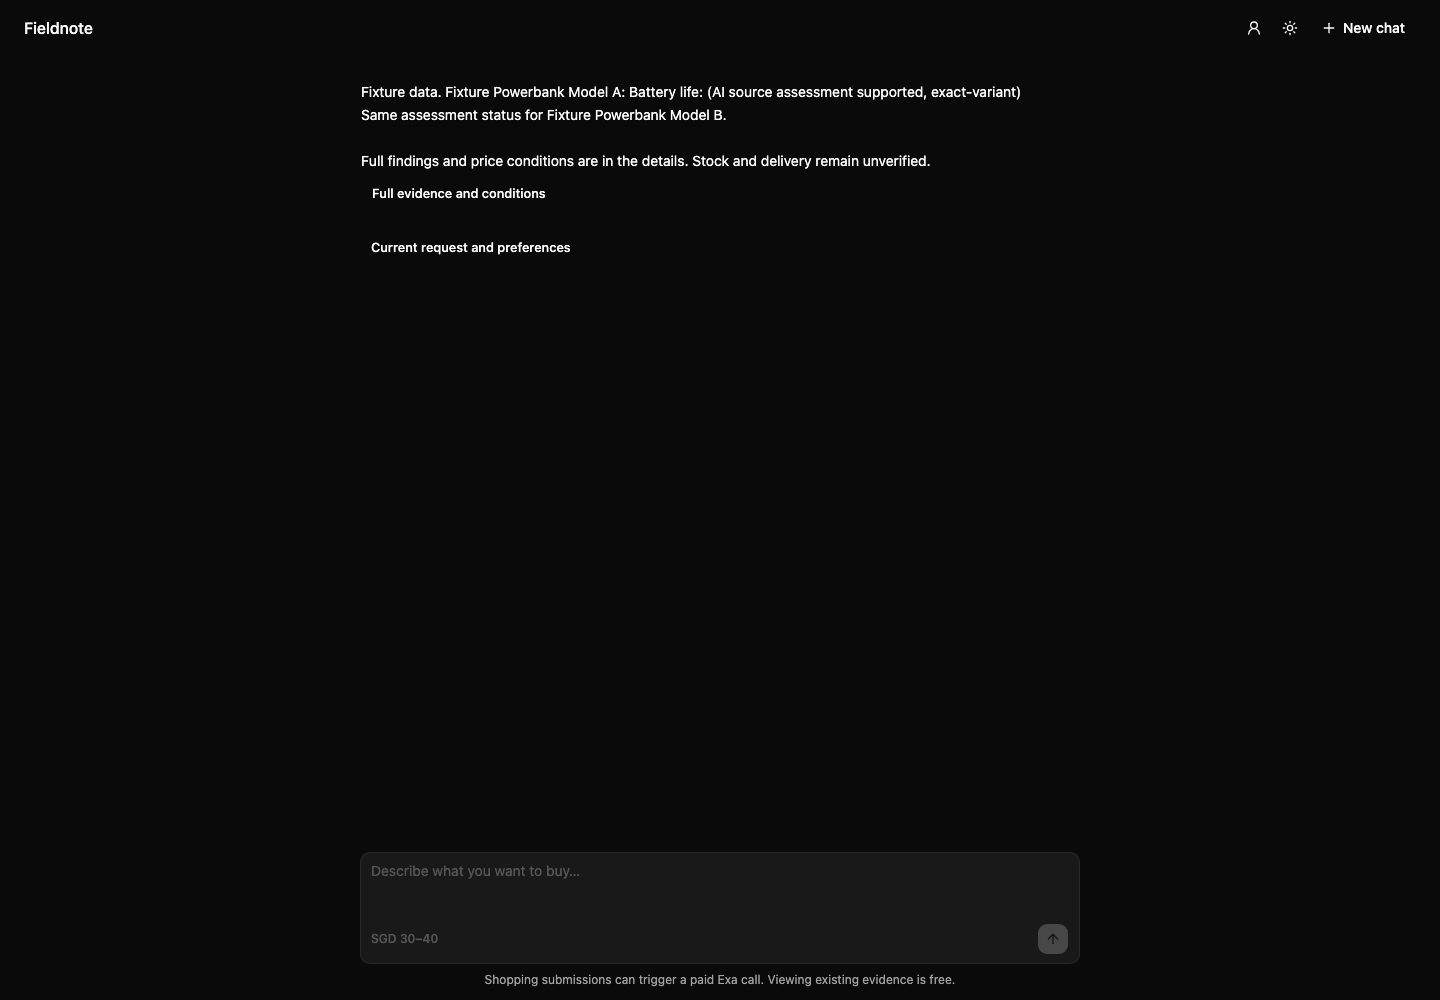 Fieldnote
New chat
Fixture data. Fixture Powerbank Model A: Battery life: (AI source assessment supported, exact-variant)
Same assessment status for Fixture Powerbank Model B.
Full findings and price conditions are in the details. Stock and delivery remain unverified.
Full evidence and conditions
Current request and preferences
Describe what you want to buy...
SGD 30–40
Shopping submissions can trigger a paid Exa call. Viewing existing evidence is free.